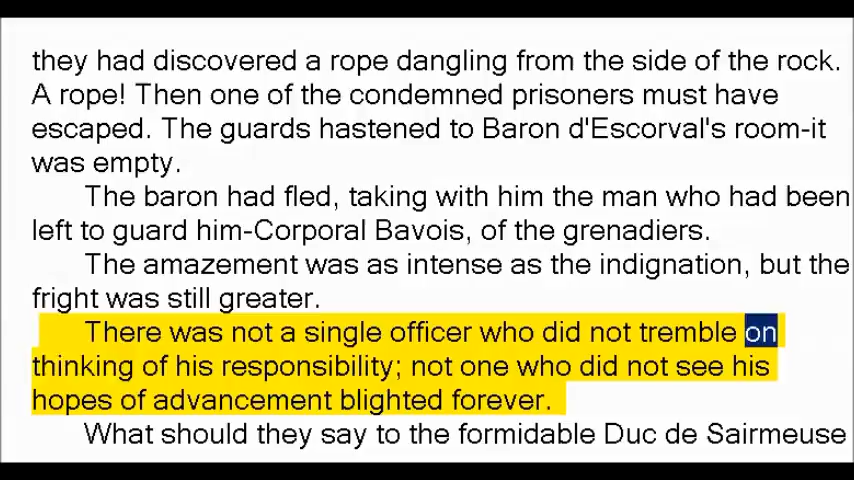 they had discovered a rope dangling from the side of the rock.
A rope! Then one of the condemned prisoners must have
escaped. The guards hastened to Baron d'Escorval's room-it
was empty.
The baron had fled, taking with him the man who had been
left to guard him-Corporal Bavois, of the grenadiers.
The amazement was as intense as the indignation, but the
fright was still greater.
There was not a single officer who did not tremble on
thinking of his responsibility; not one who did not see his
hopes of advancement blighted forever.
What should they say to the formidable Duc de Sairmeuse